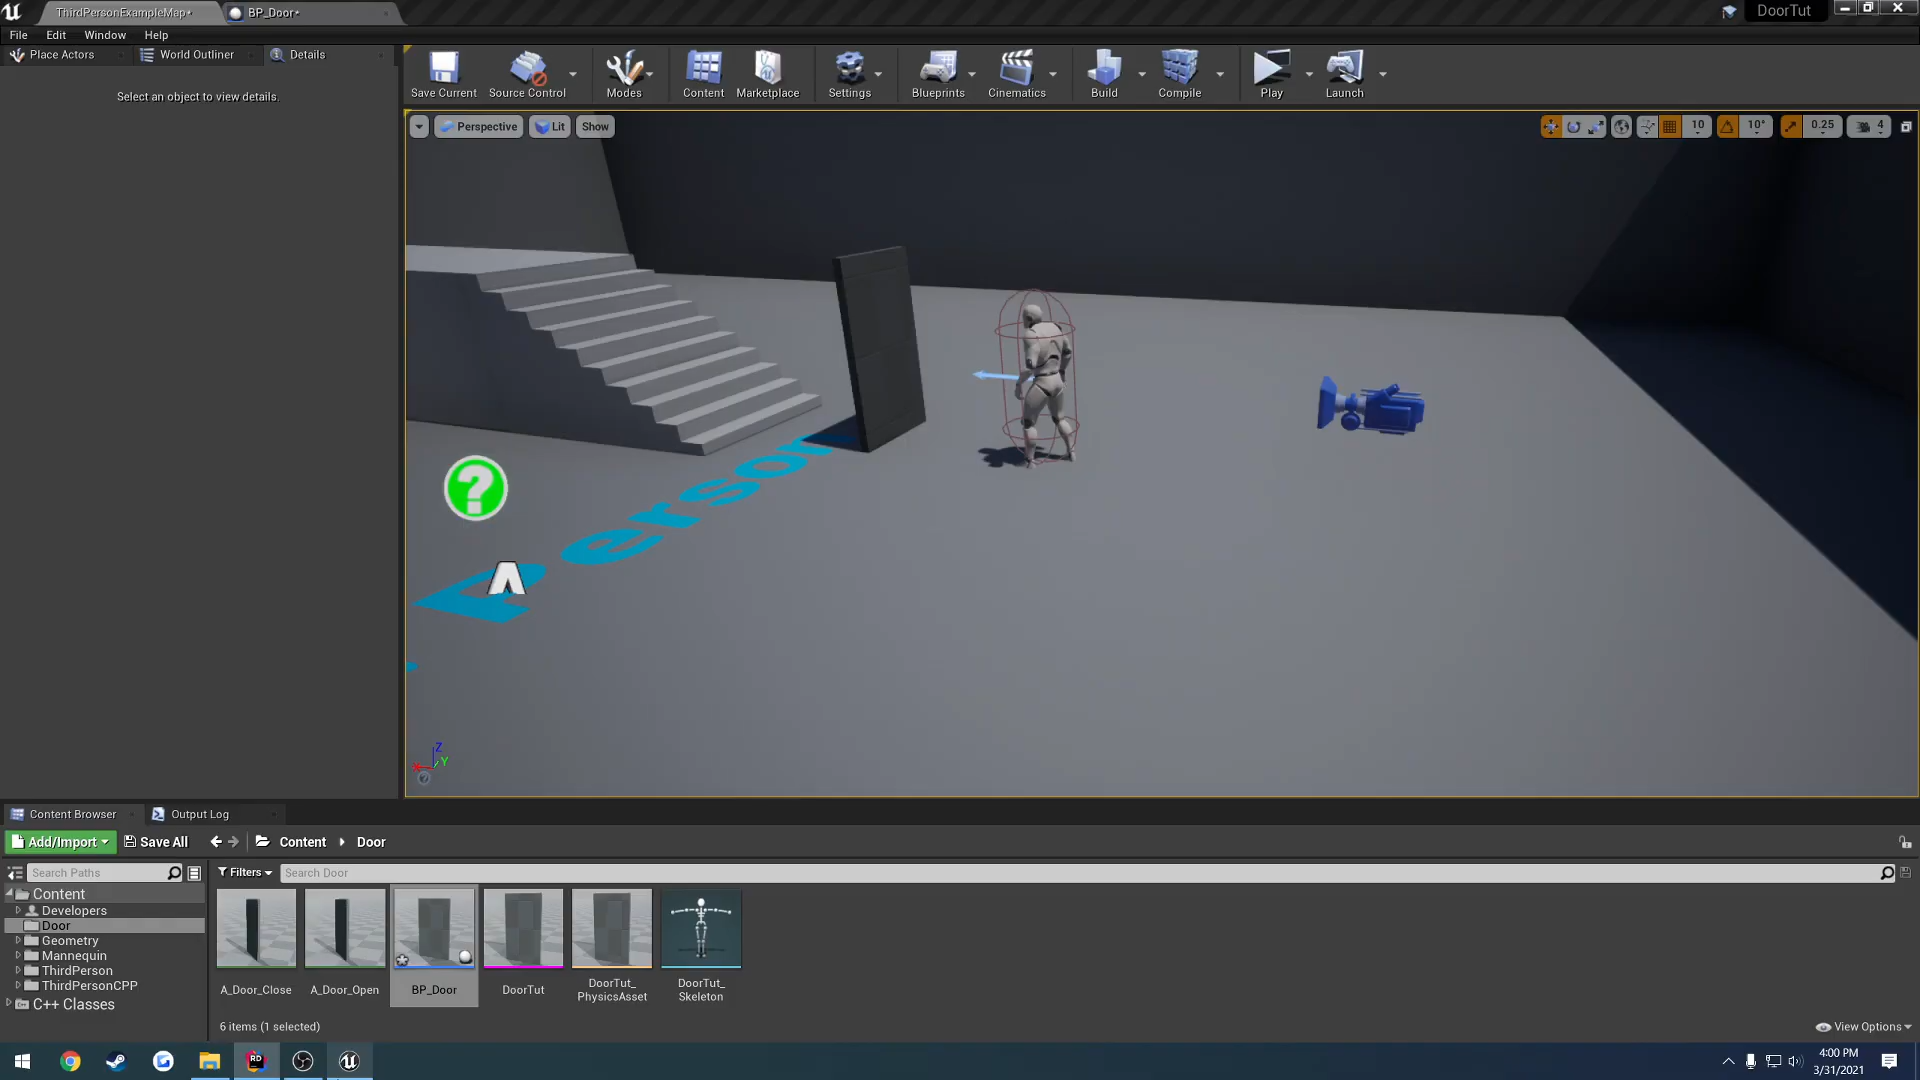 ThirdPersonExampleMap*
BP_Door*
DoorTut
File Edit Window Help
Place Actors
World Outliner
Details
Select an object to view details.
Save Current
Source Control
Modes
Content
Marketplace
Settings
Blueprints
Cinematics
Build
Compile
Play
Launch
Perspective
Lit
Show
10
10°
0.25
4
erson
Z
Y
X
Content Browser
Output Log
Add/Import
Save All
Content
Door
Search Paths
Filters
Search Door
Content
Developers
Door
Geometry
Mannequin
ThirdPerson
ThirdPersonCPP
C++ Classes
A_Door_Close
A_Door_Open
BP_Door
DoorTut
DoorTut_
PhysicsAsset
DoorTut_
Skeleton
6 items (1 selected)
View Options
RD
4:00 PM
3/31/2021